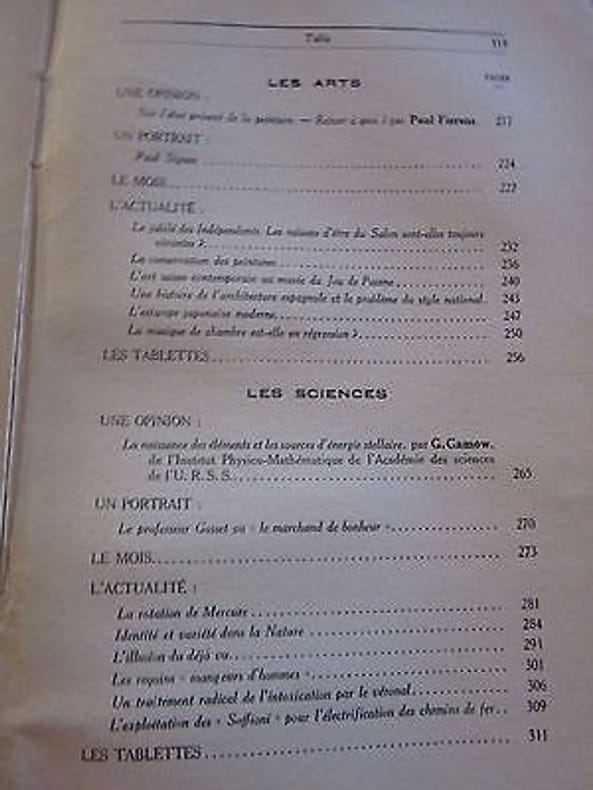 Table 319
PAGES
LES ARTS
UNE OPINION :
Sur l'état présent de la peinture. — Retour à quoi ? par Paul Fierens. 217
UN PORTRAIT :
Paul Signac 224
LE MOIS 227
L'ACTUALITÉ :
Le jubilé des Indépendants. Les raisons d'être du Salon sont-elles toujours
vivantes ? 232
La conservation des peintures 236
L'art suisse contemporain au musée du Jeu de Paume 240
Une histoire de l'architecture espagnole et le problème du style national. 245
L'estampe japonaise moderne 247
La musique de chambre est-elle en régression ? 250
LES TABLETTES 256
LES SCIENCES
UNE OPINION :
La naissance des éléments et les sources d'énergie stellaire, par G. Gamow,
de l'Institut Physico-Mathématique de l'Académie des sciences
de l'U. R. S. S. 265
UN PORTRAIT :
Le professeur Gosset ou « le marchand de bonheur » 270
LE MOIS 273
L'ACTUALITÉ :
La rotation de Mercure 281
Identité et variété dans la Nature 284
L'illusion du déjà vu 291
Les requins « mangeurs d'hommes » 301
Un traitement radical de l'intoxication par le véronal 306
L'exploitation des « Soffioni » pour l'électrification des chemins de fer 309
LES TABLETTES 311